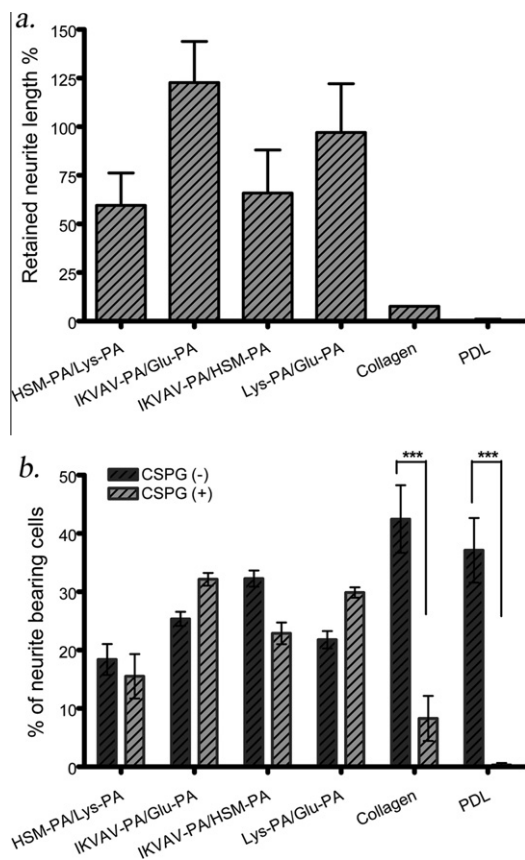 a.
Retained neurite length %
150
125
100
75
50
25
0
HSM-PA/Lys-PA
IKVAV-PA/Glu-PA
IKVAV-PA/HSM-PA
Lys-PA/Glu-PA
Collagen
PDL
b.
% of neurite bearing cells
50
40
30
20
10
0
CSPG (-)
CSPG (+)
***
***
HSM-PA/Lys-PA
IKVAV-PA/Glu-PA
IKVAV-PA/HSM-PA
Lys-PA/Glu-PA
Collagen
PDL